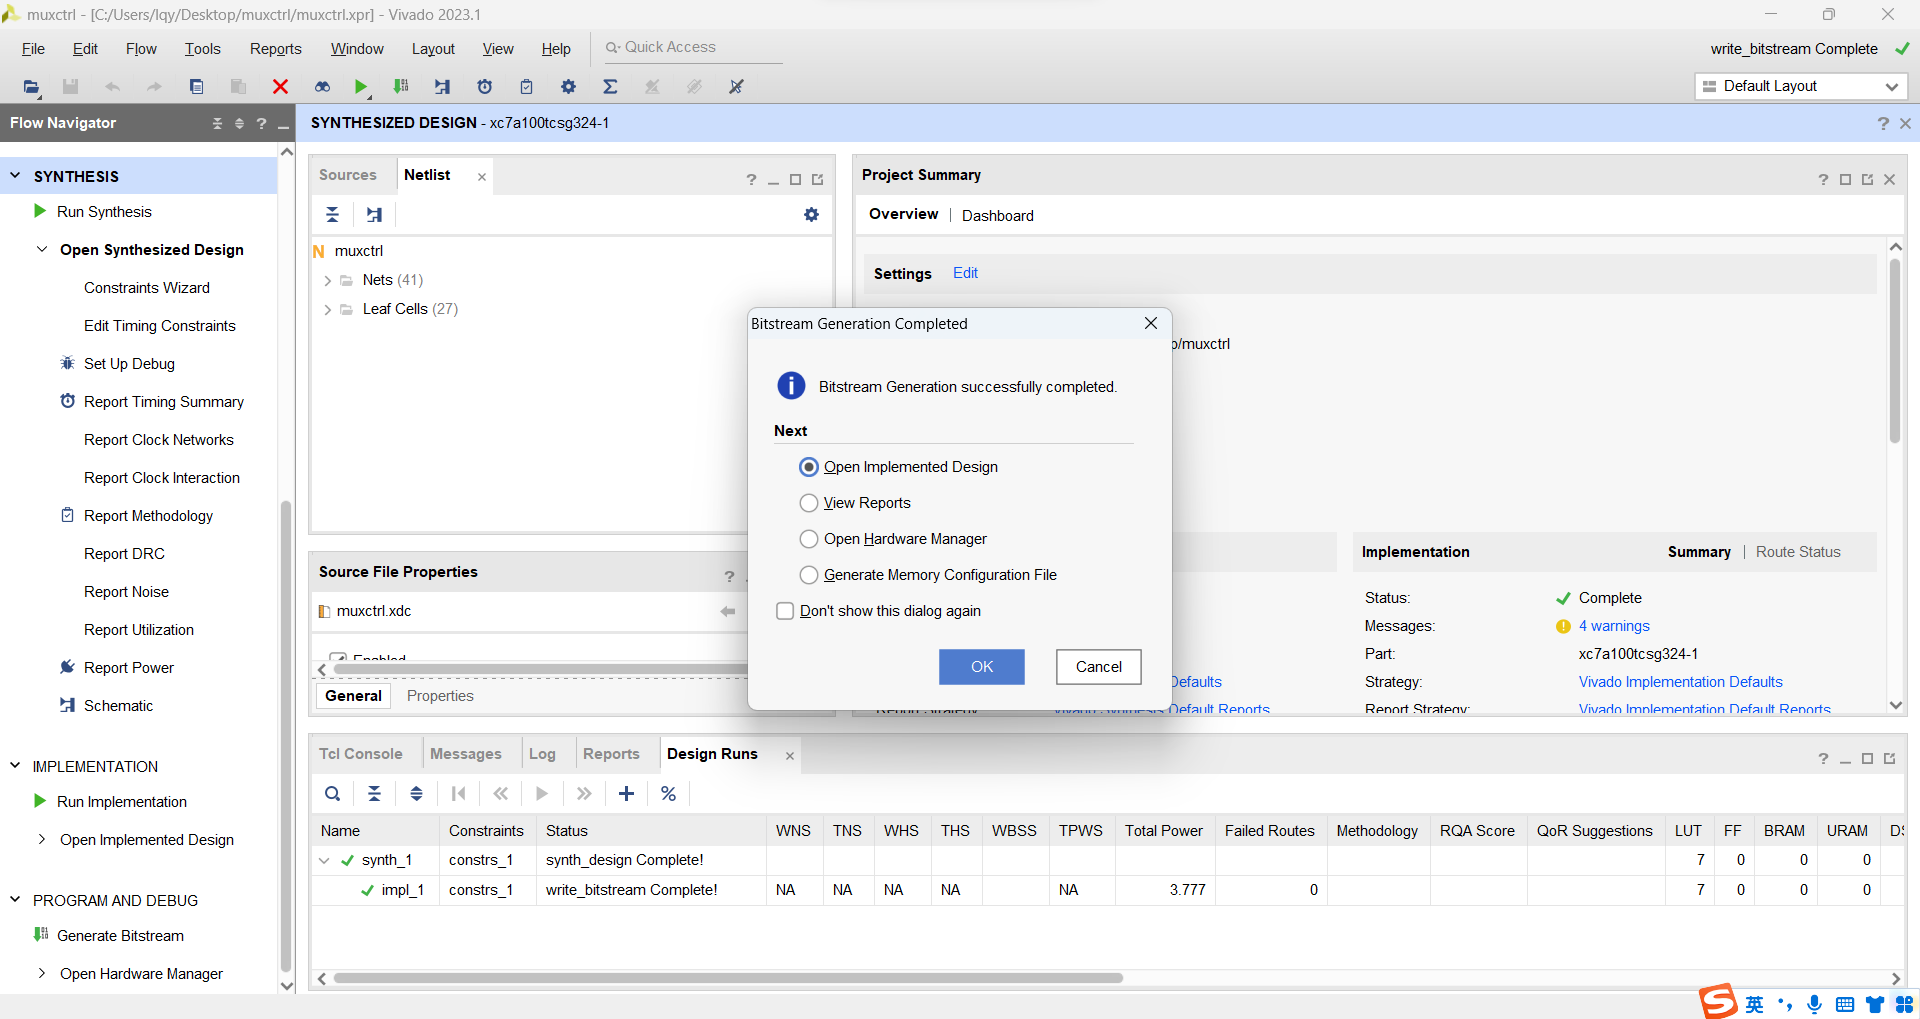 muxctrl - [C:/Users/lqy/Desktop/muxctrl/muxctrl.xpr] - Vivado 2023.1
File Edit Flow Tools Reports Window Layout View Help Quick Access
write_bitstream Complete
Default Layout
Flow Navigator
SYNTHESIZED DESIGN - xc7a100tcsg324-1
SYNTHESIS
Run Synthesis
Open Synthesized Design
Constraints Wizard
Edit Timing Constraints
Set Up Debug
Report Timing Summary
Report Clock Networks
Report Clock Interaction
Report Methodology
Report DRC
Report Noise
Report Utilization
Report Power
Schematic
IMPLEMENTATION
Run Implementation
Open Implemented Design
PROGRAM AND DEBUG
Generate Bitstream
Open Hardware Manager
Sources Netlist
N muxctrl
Nets (41)
Leaf Cells (27)
Source File Properties
muxctrl.xdc
Enabled
General Properties
Project Summary
Overview | Dashboard
Settings Edit
/muxctrl
Bitstream Generation Completed
Bitstream Generation successfully completed.
Next
Open Implemented Design
View Reports
Open Hardware Manager
Generate Memory Configuration File
Don't show this dialog again
OK Cancel
Defaults
Report Strategy: Vivado Synthesis Default Reports
Implementation Summary | Route Status
Status: Complete
Messages: 4 warnings
Part: xc7a100tcsg324-1
Strategy: Vivado Implementation Defaults
Report Strategy: Vivado Implementation Default Reports
Tcl Console Messages Log Reports Design Runs
Name Constraints Status WNS TNS WHS THS WBSS TPWS Total Power Failed Routes Methodology RQA Score QoR Suggestions LUT FF BRAM URAM
synth_1 constrs_1 synth_design Complete! 7 0 0 0
impl_1 constrs_1 write_bitstream Complete! NA NA NA NA NA 3.777 0 7 0 0 0
英